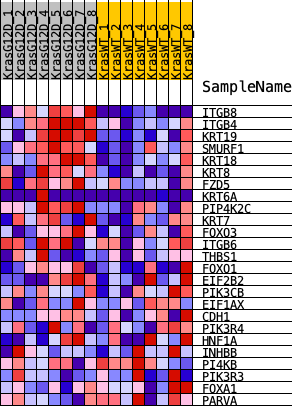 KrasG12D_1
KrasG12D_2
KrasG12D_3
KrasG12D_4
KrasG12D_5
KrasG12D_6
KrasG12D_7
KrasG12D_8
KrasWT_1
KrasWT_2
KrasWT_3
KrasWT_4
KrasWT_5
KrasWT_6
KrasWT_7
KrasWT_8
SampleName
ITGB8
ITGB4
KRT19
SMURF1
KRT18
KRT8
FZD5
KRT6A
PIP4K2C
KRT7
FOXO3
ITGB6
THBS1
FOXO1
EIF2B2
PIK3CB
EIF1AX
CDH1
PIK3R4
HNF1A
INHBB
PI4KB
PIK3R3
FOXA1
PARVA